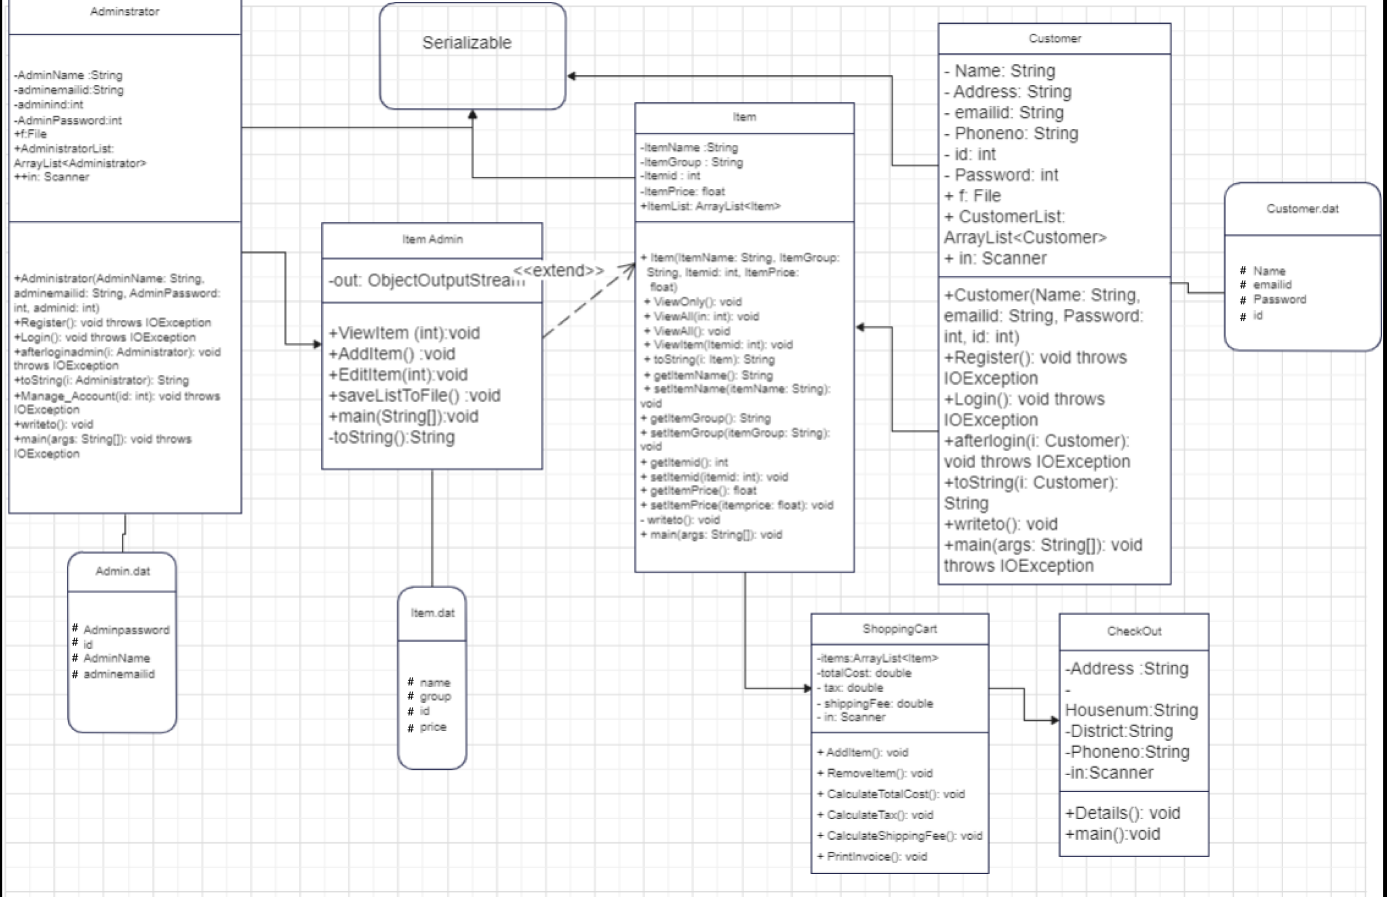 Adminstrator
-AdminName :String
-adminemailid:String
-adminind:int
-AdminPassword:int
+f:File
+AdministratorList:
ArrayList<Administrator>
++in: Scanner
+Administrator(AdminName: String,
adminemailid: String, AdminPassword:
int, adminid: int)
+Register(): void throws IOException
+Login(): void throws IOException
+afterloginadmin(i: Administrator): void
throws IOException
+toString(i: Administrator): String
+Manage_Account(id: int): void throws
IOException
+writeto(): void
+main(args: String[]): void throws
IOException
Admin.dat
# Adminpassword
# id
# AdminName
# adminemailid
Serializable
Item Admin
-out: ObjectOutputStream
<<extend>>
+ViewItem (int):void
+AddItem() :void
+EditItem(int):void
+saveListToFile() :void
+main(String[]):void
-toString():String
Item.dat
# name
# group
# id
# price
Item
-ItemName :String
-ItemGroup : String
-Itemid : int
-ItemPrice: float
+ItemList: ArrayList<Item>
+ Item(ItemName: String, ItemGroup:
String, Itemid: int, ItemPrice:
float)
+ ViewOnly(): void
+ ViewAll(in: int): void
+ ViewAll(): void
+ ViewItem(Itemid: int): void
+ toString(i: Item): String
+ getItemName(): String
+ setItemName(itemName: String):
void
+ getItemGroup(): String
+ setItemGroup(itemGroup: String):
void
+ getItemid(): int
+ setItemid(itemid: int): void
+ getItemPrice(): float
+ setItemPrice(itemprice: float): void
- writeto(): void
+ main(args: String[]): void
Customer
- Name: String
- Address: String
- emailid: String
- Phoneno: String
- id: int
- Password: int
+ f: File
+ CustomerList:
ArrayList<Customer>
+ in: Scanner
+Customer(Name: String,
emailid: String, Password:
int, id: int)
+Register(): void throws
IOException
+Login(): void throws
IOException
+afterlogin(i: Customer):
void throws IOException
+toString(i: Customer):
String
+writeto(): void
+main(args: String[]): void
throws IOException
Customer.dat
# Name
# emailid
# Password
# id
ShoppingCart
-items:ArrayList<Item>
-totalCost: double
- tax: double
- shippingFee: double
- in: Scanner
+ AddItem(): void
+ RemoveItem(): void
+ CalculateTotalCost(): void
+ CalculateTax(): void
+ CalculateShippingFee(): void
+ PrintInvoice(): void
CheckOut
-Address :String
-
Housenum:String
-District:String
-Phoneno:String
-in:Scanner
+Details(): void
+main():void